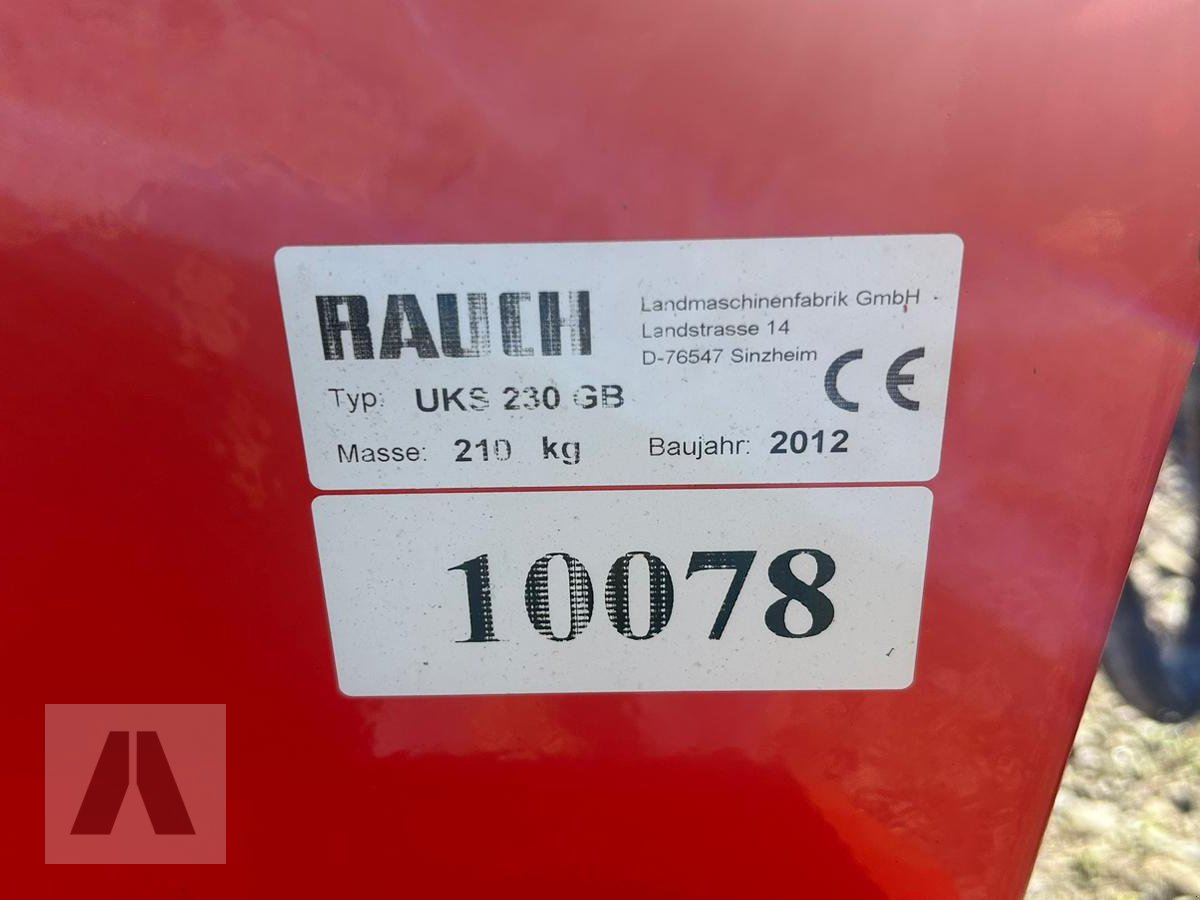 RAUCH
Landmaschinenfabrik GmbH
Landstrasse 14
D-76547 Sinzheim
CE
Typ: UKS 230 GB
Masse: 210 kg Baujahr: 2012
10078